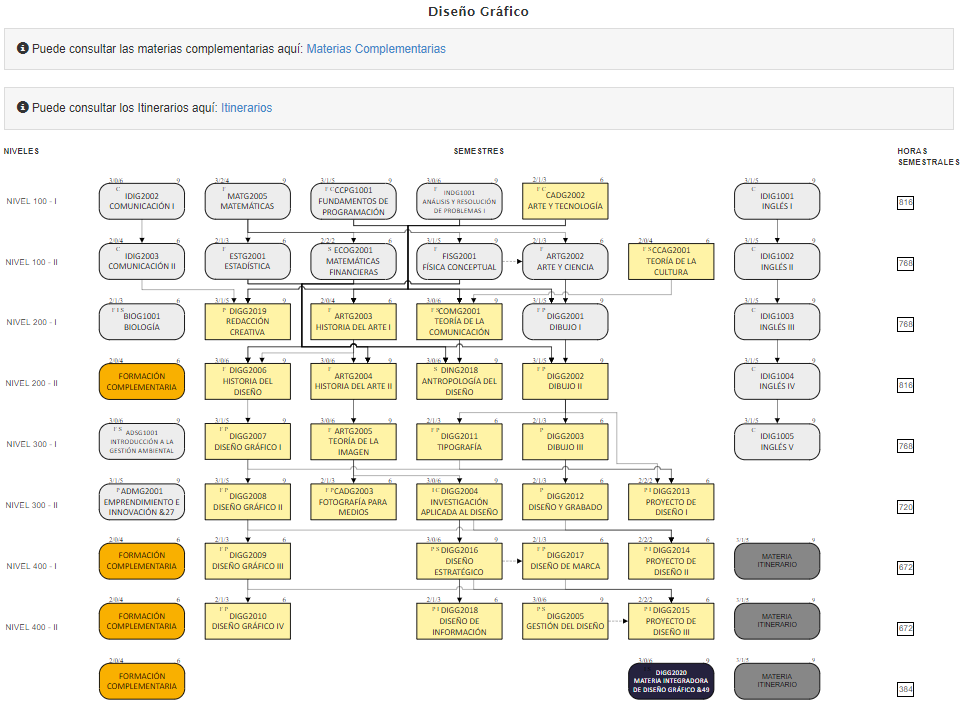 Diseño Gráfico
Puede consultar las materias complementarias aquí: Materias Complementarias
Puede consultar los Itinerarios aquí: Itinerarios
NIVELES
SEMESTRES
HORAS
SEMESTRALES
NIVEL 100 - I
3/0/6 9
C
IDIG2002
COMUNICACIÓN I
3/2/4 9
F
MATG2005
MATEMÁTICAS
3/1/5 9
F C
CCPG1001
FUNDAMENTOS DE
PROGRAMACIÓN
3/0/6 9
F
INDG1001
ANÁLISIS Y RESOLUCIÓN
DE PROBLEMAS I
2/1/3 6
F C
CADG2002
ARTE Y TECNOLOGÍA
3/1/5 9
C
IDIG1001
INGLÉS I
816
NIVEL 100 - II
2/0/4 6
C
IDIG2003
COMUNICACIÓN II
2/1/3 6
F
ESTG2001
ESTADÍSTICA
2/2/2 6
S
ECOG2001
MATEMÁTICAS
FINANCIERAS
3/1/5 9
F
FISG2001
FÍSICA CONCEPTUAL
2/1/3 6
F
ARTG2002
ARTE Y CIENCIA
2/0/4 6
F S
CCAG2001
TEORÍA DE LA
CULTURA
3/1/5 9
C
IDIG1002
INGLÉS II
768
NIVEL 200 - I
2/1/3 6
F I S
BIOG1001
BIOLOGÍA
3/1/5 9
P
DIGG2019
REDACCIÓN
CREATIVA
2/0/4 6
F
ARTG2003
HISTORIA DEL ARTE I
3/0/6 9
F S
COMG2001
TEORÍA DE LA
COMUNICACIÓN
3/1/5 9
F P
DIGG2001
DIBUJO I
3/1/5 9
C
IDIG1003
INGLÉS III
768
NIVEL 200 - II
2/0/4 6
FORMACIÓN
COMPLEMENTARIA
3/0/6 9
F
DIGG2006
HISTORIA DEL
DISEÑO
3/0/6 9
F
ARTG2004
HISTORIA DEL ARTE II
3/0/6 9
S
DING2018
ANTROPOLOGÍA DEL
DISEÑO
3/1/5 9
F P
DIGG2002
DIBUJO II
3/1/5 9
C
IDIG1004
INGLÉS IV
816
NIVEL 300 - I
3/0/6 9
F S
ADSG1001
INTRODUCCIÓN A LA
GESTIÓN AMBIENTAL
3/1/5 9
F P
DIGG2007
DISEÑO GRÁFICO I
3/0/6 9
F
ARTG2005
TEORÍA DE LA
IMAGEN
2/1/3 6
F P
DIGG2011
TIPOGRAFÍA
2/1/3 6
F P
DIGG2003
DIBUJO III
3/1/5 9
C
IDIG1005
INGLÉS V
768
NIVEL 300 - II
3/1/5 9
P
ADMG2001
EMPRENDIMIENTO E
INNOVACIÓN &27
3/1/5 9
F P
DIGG2008
DISEÑO GRÁFICO II
2/1/3 6
F P
CADG2003
FOTOGRAFÍA PARA
MEDIOS
3/0/6 9
I C
DIGG2004
INVESTIGACIÓN
APLICADA AL DISEÑO
2/1/3 6
P
DIGG2012
DISEÑO Y GRABADO
2/2/2 6
P I
DIGG2013
PROYECTO DE
DISEÑO I
720
NIVEL 400 - I
2/0/4 6
FORMACIÓN
COMPLEMENTARIA
2/1/3 6
F P
DIGG2009
DISEÑO GRÁFICO III
3/0/6 9
P S
DIGG2016
DISEÑO
ESTRATÉGICO
2/1/3 6
F P
DIGG2017
DISEÑO DE MARCA
2/2/2 6
P I
DIGG2014
PROYECTO DE
DISEÑO II
3/1/5 9
MATERIA
ITINERARIO
672
NIVEL 400 - II
2/0/4 6
FORMACIÓN
COMPLEMENTARIA
2/1/3 6
F P
DIGG2010
DISEÑO GRÁFICO IV
2/1/3 6
P I
DIGG2018
DISEÑO DE
INFORMACIÓN
3/0/6 9
P S
DIGG2005
GESTIÓN DEL DISEÑO
2/2/2 6
P I
DIGG2015
PROYECTO DE
DISEÑO III
3/1/5 9
MATERIA
ITINERARIO
672
2/0/4 6
FORMACIÓN
COMPLEMENTARIA
3/0/6 9
DIGG2020
MATERIA INTEGRADORA
DE DISEÑO GRÁFICO &49
3/1/5 9
MATERIA
ITINERARIO
384